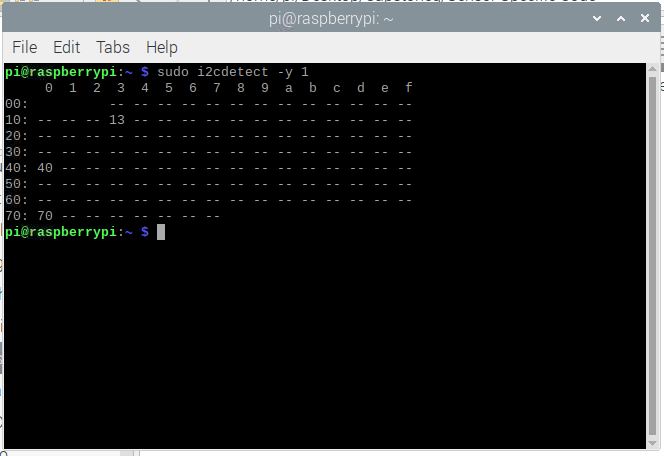 pi@raspberrypi: ~
File Edit Tabs Help
pi@raspberrypi:~ $ sudo i2cdetect -y 1
     0  1  2  3  4  5  6  7  8  9  a  b  c  d  e  f
00:          -- -- -- -- -- -- -- -- -- -- -- -- --
10: -- -- -- 13 -- -- -- -- -- -- -- -- -- -- -- --
20: -- -- -- -- -- -- -- -- -- -- -- -- -- -- -- --
30: -- -- -- -- -- -- -- -- -- -- -- -- -- -- -- --
40: 40 -- -- -- -- -- -- -- -- -- -- -- -- -- -- --
50: -- -- -- -- -- -- -- -- -- -- -- -- -- -- -- --
60: -- -- -- -- -- -- -- -- -- -- -- -- -- -- -- --
70: 70 -- -- -- -- -- -- --
pi@raspberrypi:~ $